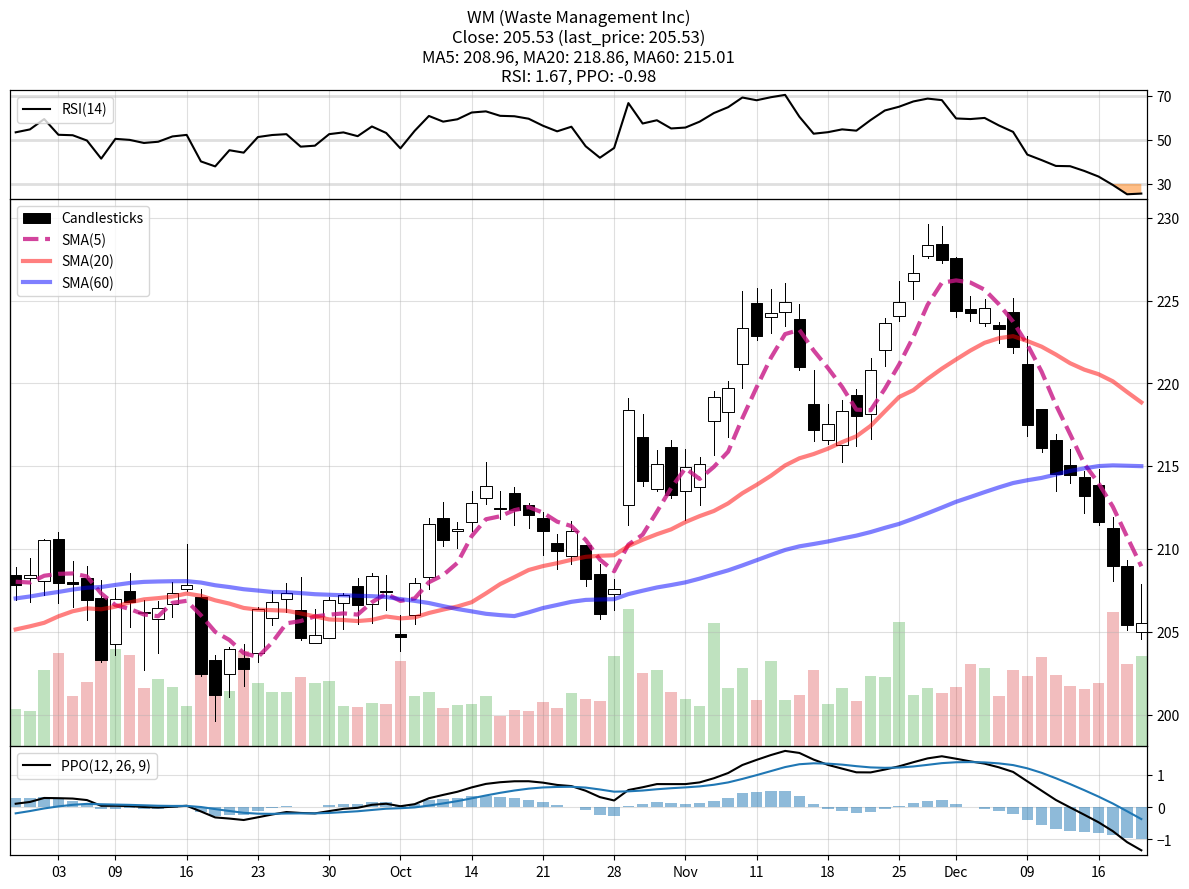 WM (Waste Management Inc)
Close: 205.53 (last_price: 205.53)
MA5: 208.96, MA20: 218.86, MA60: 215.01
RSI: 1.67, PPO: -0.98
RSI(14)
70
50
30
Candlesticks
SMA(5)
SMA(20)
SMA(60)
230
225
220
215
210
205
200
PPO(12, 26, 9)
1
0
−1
03 09 16 23 30 Oct 14 21 28 Nov 11 18 25 Dec 09 16